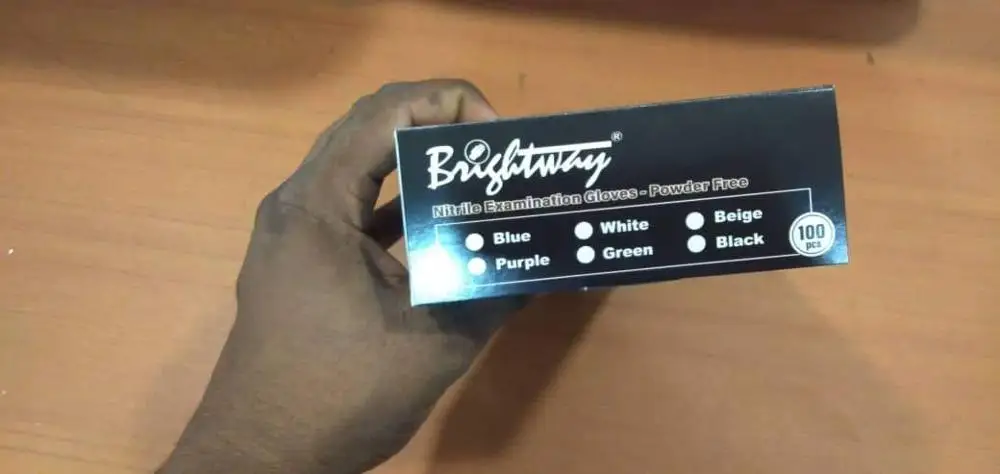 Brightway®
Nitrile Examination Gloves - Powder Free
Blue White Beige
Purple Green Black
100
pcs